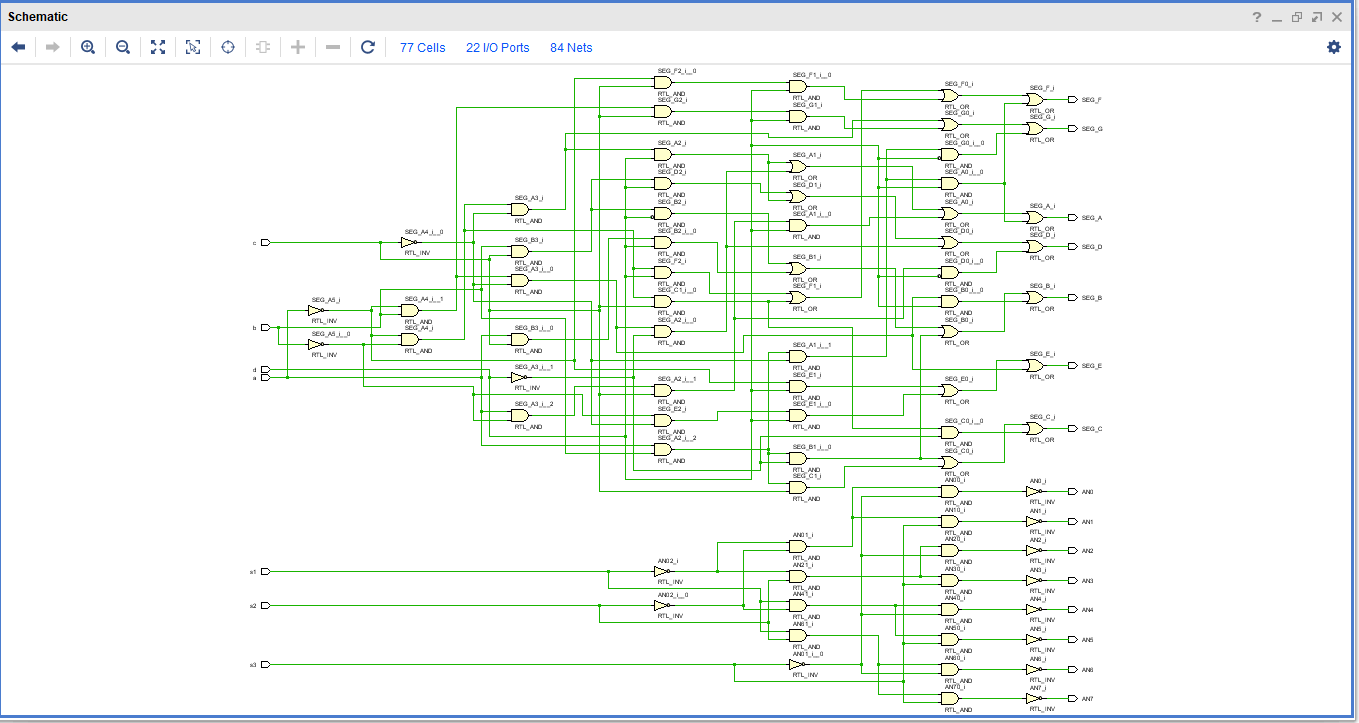 Schematic
77 Cells 22 I/O Ports 84 Nets
SEG_F2_i__0
RTL_AND
SEG_G2_i
RTL_AND
SEG_A2_i
RTL_AND
SEG_D2_i
RTL_AND
SEG_B2_i
RTL_AND
SEG_B2_i__0
RTL_AND
SEG_F2_i
RTL_AND
SEG_C1_i__0
RTL_AND
SEG_A2_i__0
RTL_AND
SEG_A2_i__1
RTL_AND
SEG_E2_i
RTL_AND
SEG_A2_i__2
RTL_AND
SEG_F1_i__0
RTL_AND
SEG_G1_i
RTL_AND
SEG_A1_i
RTL_OR
SEG_D1_i
RTL_OR
SEG_A1_i__0
RTL_AND
SEG_B1_i
RTL_OR
SEG_F1_i
RTL_OR
SEG_A1_i__1
RTL_AND
SEG_E1_i
RTL_AND
SEG_E1_i__0
RTL_AND
SEG_B1_i__0
RTL_AND
SEG_C1_i
RTL_AND
SEG_F0_i
RTL_OR
SEG_G0_i
RTL_OR
SEG_G0_i__0
RTL_AND
SEG_A0_i__0
RTL_AND
SEG_A0_i
RTL_OR
SEG_D0_i
RTL_OR
SEG_D0_i__0
RTL_AND
SEG_B0_i__0
RTL_AND
SEG_B0_i
RTL_OR
SEG_E0_i
RTL_OR
SEG_C0_i__0
RTL_AND
SEG_C0_i
RTL_OR
SEG_F_i
SEG_F
RTL_OR
SEG_G_i
SEG_G
RTL_OR
SEG_A_i
SEG_A
RTL_OR
SEG_D_i
SEG_D
RTL_OR
SEG_B_i
SEG_B
RTL_OR
SEG_E_i
SEG_E
RTL_OR
SEG_C_i
SEG_C
RTL_OR
SEG_A3_i
RTL_AND
SEG_B3_i
RTL_AND
SEG_A3_i__0
RTL_AND
SEG_B3_i__0
RTL_AND
SEG_A3_i__1
RTL_INV
SEG_A3_i__2
RTL_AND
SEG_A4_i__0
RTL_INV
SEG_A4_i__1
RTL_AND
SEG_A4_i
RTL_AND
SEG_A5_i
RTL_INV
SEG_A5_i__0
RTL_INV
c
b
d
a
AN00_i
RTL_AND
AN10_i
RTL_AND
AN20_i
RTL_AND
AN30_i
RTL_AND
AN40_i
RTL_AND
AN50_i
RTL_AND
AN60_i
RTL_AND
AN70_i
RTL_AND
AN0_i
AN0
RTL_INV
AN1_i
AN1
RTL_INV
AN2_i
AN2
RTL_INV
AN3_i
AN3
RTL_INV
AN4_i
AN4
RTL_INV
AN5_i
AN5
RTL_INV
AN6_i
AN6
RTL_INV
AN7_i
AN7
RTL_INV
AN01_i
RTL_AND
AN21_i
RTL_AND
AN41_i
RTL_AND
AN61_i
RTL_AND
AN01_i__0
RTL_INV
AN02_i
RTL_INV
AN02_i__0
RTL_INV
s1
s2
s3